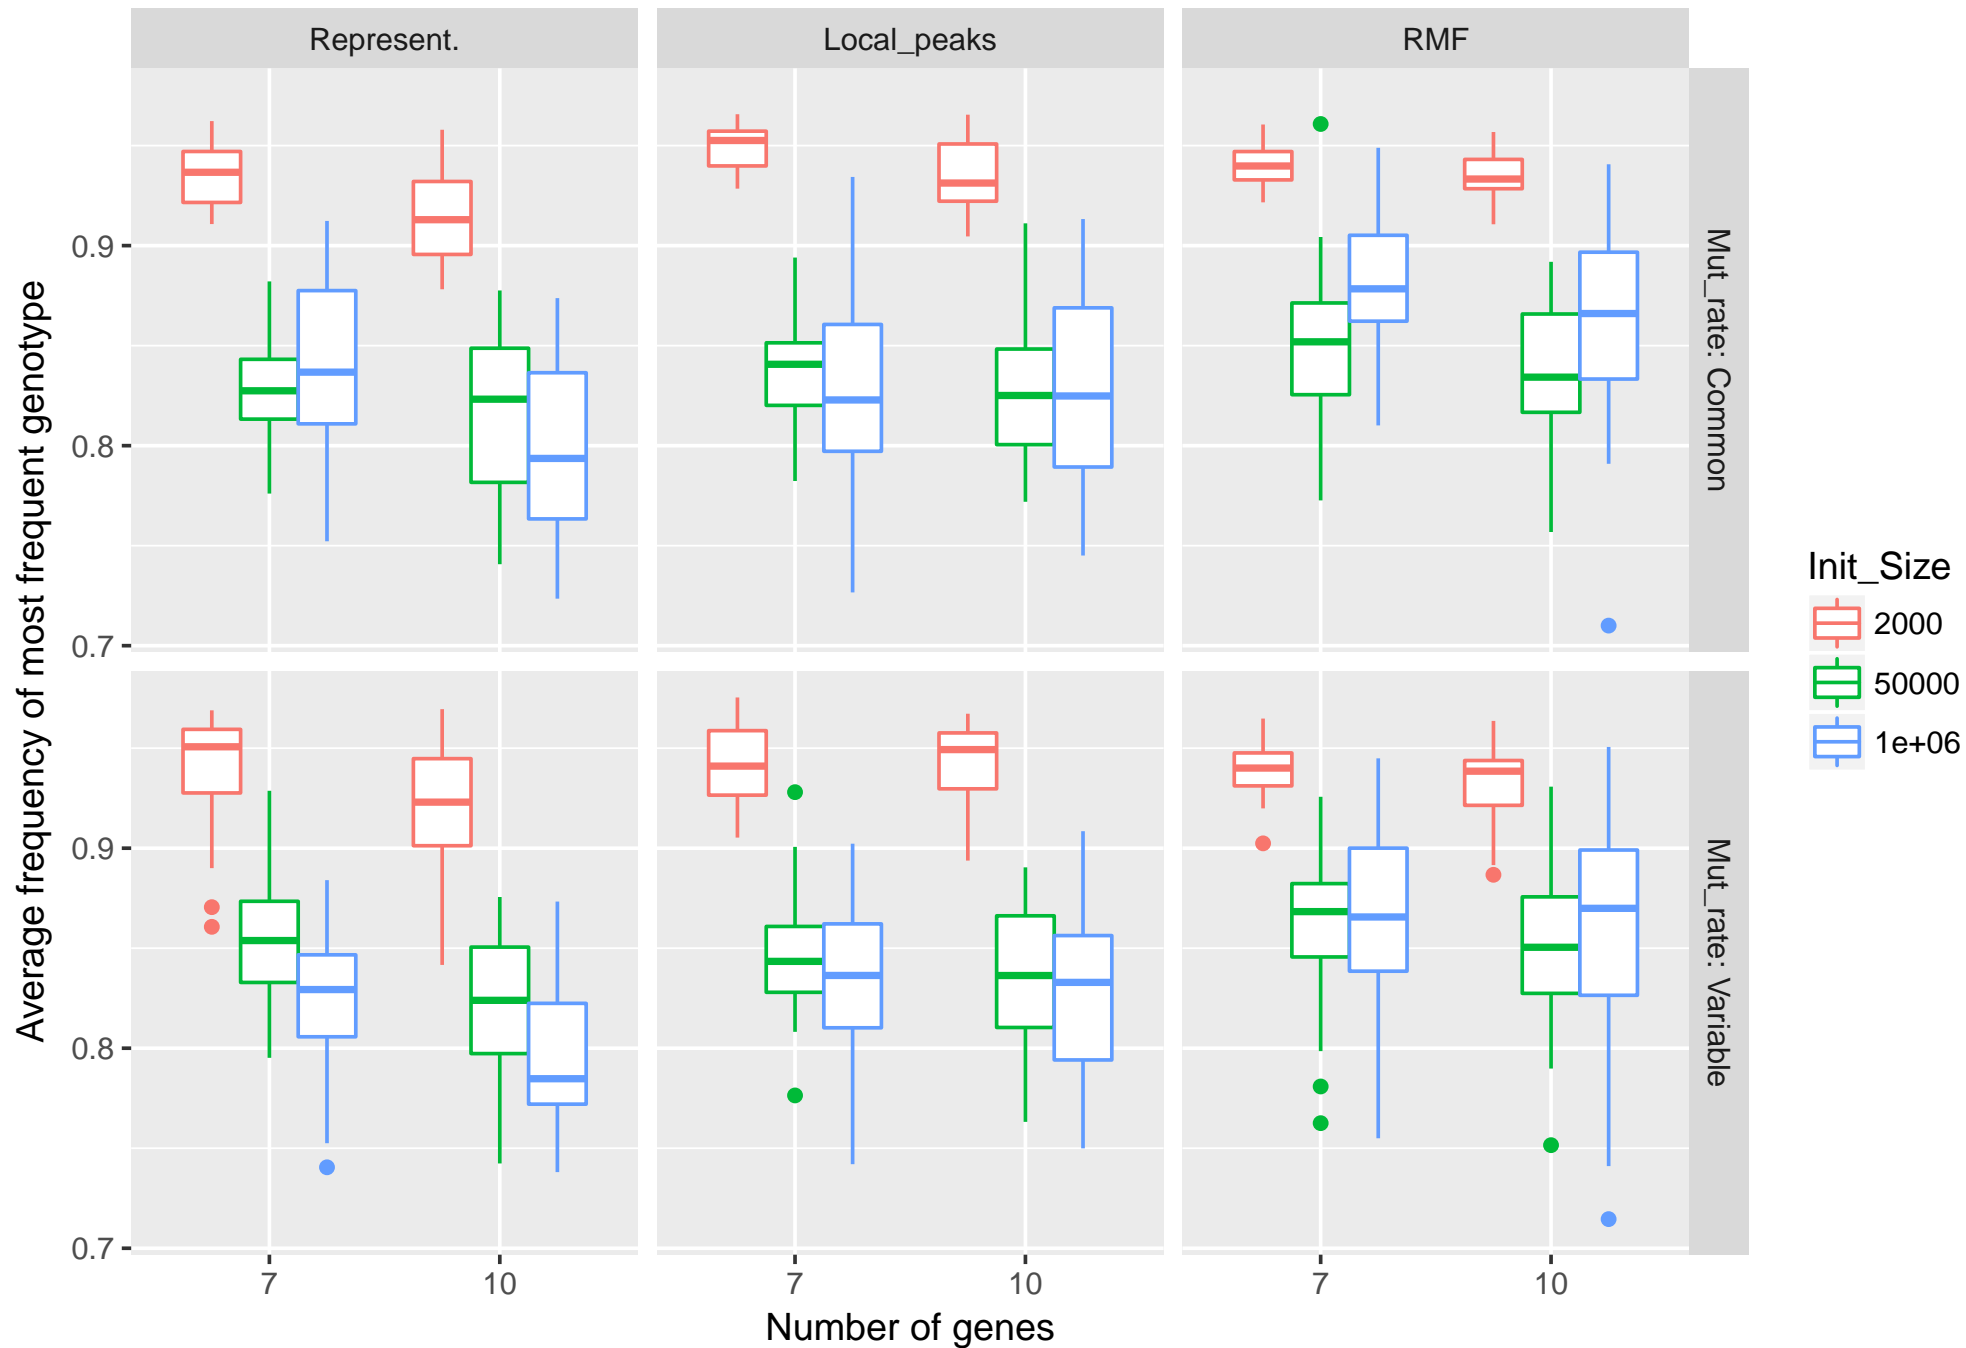 Represent.
Local_peaks
RMF
Average frequency of most frequent genotype
0.9
0.8
0.7
Mut_rate: Common
0.9
0.8
0.7
Mut_rate: Variable
7
10
7
10
7
10
Number of genes
Init_Size
2000
50000
1e+06